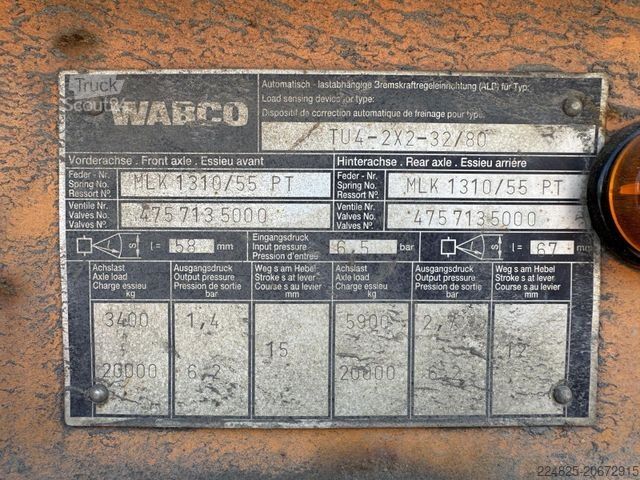 Truck
Scout
WABCO
Automatisch - lastabhängige Bremskraftregeleinrichtung (ALB) für Typ:
Load sensing device for type:
Dispositif de correction automatique de freinage pour type:
TU4-2X2-32/80
Vorderachse . Front axle . Essieu avant
Hinterachse . Rear axle . Essieu arrière
Feder - Nr.
Spring No.
Ressort No.
MLK 1310/55 PT
Feder - Nr.
Spring No.
Ressort No.
MLK 1310/55 PT
Ventile Nr.
Valves No.
Valves No.
475 713 5000
Ventile Nr.
Valves No.
Valves No.
475 713 5000
S l = 58 mm
Eingangsdruck
Input pressure
Pression d'entrée
6,5 bar
S l = 67 mm
Achslast
Axle load
Charge essieu
kg
Ausgangsdruck
Output pressure
Pression de sortie
bar
Weg s am Hebel
Stroke s at lever
Course s au levier
mm
Achslast
Axle load
Charge essieu
kg
Ausgangsdruck
Output pressure
Pression de sortie
bar
Weg s am Hebel
Stroke s at lever
Course s au levier
mm
3400 1,4 5900
15 12
20000 6,2 20000
224825-20672915